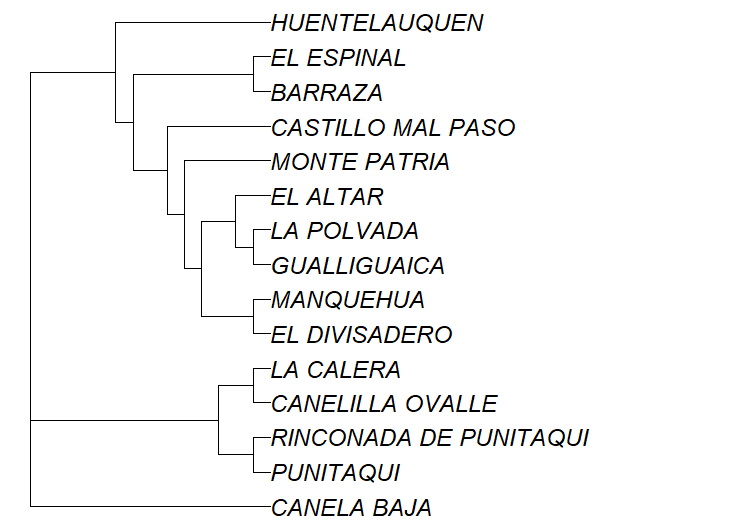 HUENTELAUQUEN
EL ESPINAL
BARRAZA
CASTILLO MAL PASO
MONTE PATRIA
EL ALTAR
LA POLVADA
GUALLIGUAICA
MANQUEHUA
EL DIVISADERO
LA CALERA
CANELILLA OVALLE
RINCONADA DE PUNITAQUI
PUNITAQUI
CANELA BAJA